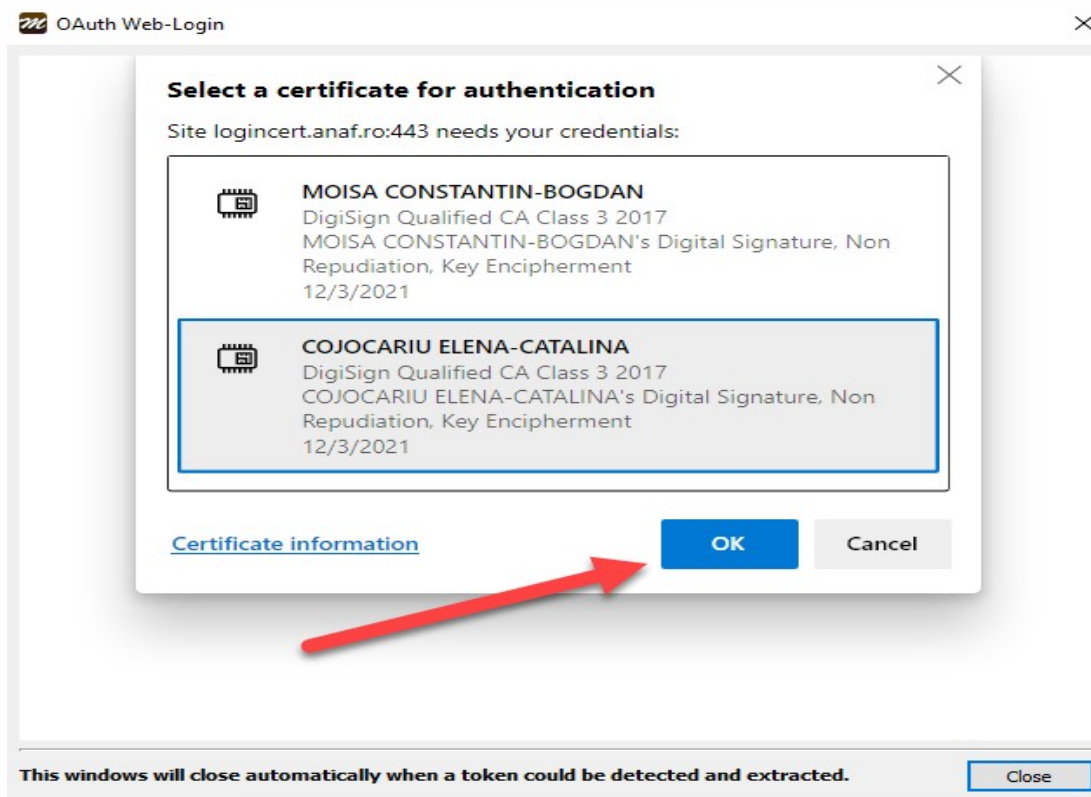 OAuth Web-Login
Select a certificate for authentication
Site logincert.anaf.ro:443 needs your credentials:
MOISA CONSTANTIN-BOGDAN
DigiSign Qualified CA Class 3 2017
MOISA CONSTANTIN-BOGDAN's Digital Signature, Non
Repudiation, Key Encipherment
12/3/2021
COJOCARIU ELENA-CATALINA
DigiSign Qualified CA Class 3 2017
COJOCARIU ELENA-CATALINA's Digital Signature, Non
Repudiation, Key Encipherment
12/3/2021
Certificate information
OK
Cancel
This windows will close automatically when a token could be detected and extracted.
Close